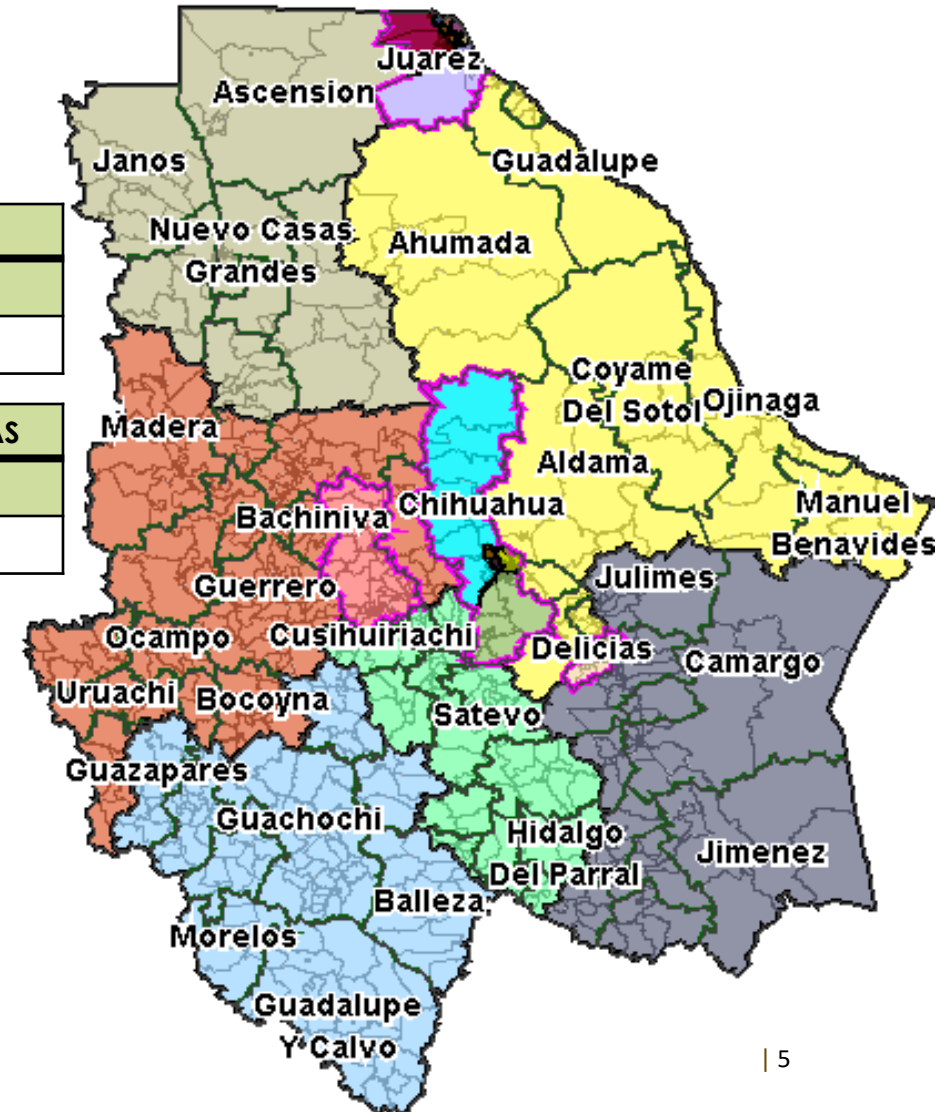 Juarez
Ascension
Janos
Guadalupe
Nuevo Casas
Grandes
Ahumada
Coyame
Del Sotol
Ojinaga
Madera
AS
Aldama
Chihuahua
Manuel
Benavides
Bachiniva
Julimes
Guerrero
Ocampo
Cusihuiriachi
Delicias
Camargo
Uruachi
Bocoyna
Satevo
Guazapares
Guachochi
Hidalgo
Del Parral
Jimenez
Balleza
Morelos
Guadalupe
Y Calvo
| 5